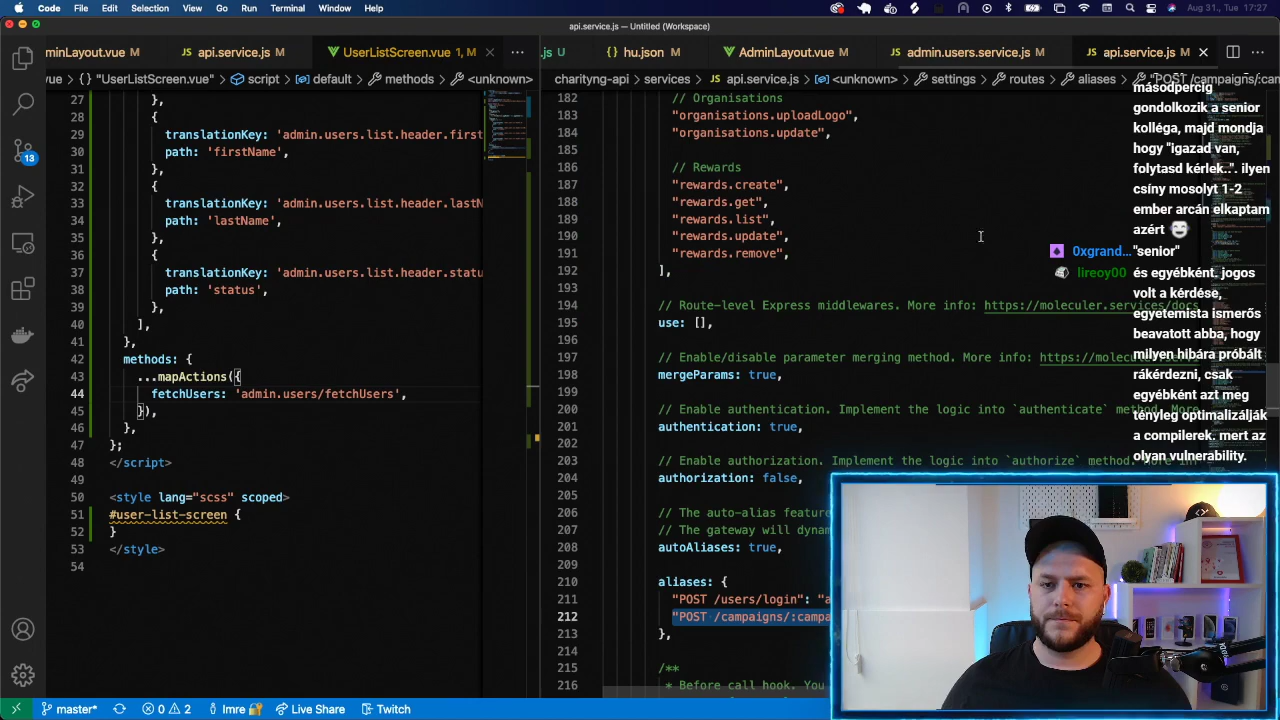 Code
File
Edit
Selection
View
Go
Run
Terminal
Window
Help
Aug 31., Tue 17:27
api.service.js — Untitled (Workspace)
minLayout.vue M
api.service.js M
UserListScreen.vue 1, M
.js U
hu.json M
AdminLayout.vue M
admin.users.service.js M
api.service.js M
vue
{} "UserListScreen.vue"
script
default
methods
<unknown>
charityng-api
services
api.service.js
<unknown>
settings
routes
aliases
"POST /campaigns/:can
27 },
28 {
29 translationKey: 'admin.users.list.header.first
30 path: 'firstName',
31 },
32 {
33 translationKey: 'admin.users.list.header.lastN
34 path: 'lastName',
35 },
36 {
37 translationKey: 'admin.users.list.header.statu
38 path: 'status',
39 },
40 ],
41 },
42 methods: {
43 ...mapActions({
44 fetchUsers: 'admin.users/fetchUsers',
45 }),
46 },
47 };
48 </script>
49
50 <style lang="scss" scoped>
51 #user-list-screen {
52 }
53 </style>
54
182 // Organisations
183 "organisations.uploadLogo",
184 "organisations.update",
185
186 // Rewards
187 "rewards.create",
188 "rewards.get",
189 "rewards.list",
190 "rewards.update",
191 "rewards.remove",
192 ],
193
194 // Route-level Express middlewares. More info: https://moleculer.services/docs
195 use: [],
196
197 // Enable/disable parameter merging method. More info: https://molecul
198 mergeParams: true,
199
200 // Enable authentication. Implement the logic into `authenticate` method. More
201 authentication: true,
202
203 // Enable authorization. Implement the logic into `authorize` method. More
204 authorization: false,
205
206 // The auto-alias featur
207 // The gateway will dynam
208 autoAliases: true,
209
210 aliases: {
211 "POST /users/login": "a
212 "POST /campaigns/:campa
213 },
214
215 /**
216 * Before call hook. You
másodpercig
gondolkozik a senior
kolléga, majd mondja
hogy "igazad van,
folytasd kérlek..". ilyen
csíny mosolyt 1-2
ember arcán elkaptam
azért
0xgrand... "senior"
lireoy00 és egyébként. jogos
volt a kérdése,
egyetemista ismerős
beavatott abba, hogy
milyen hibára próbált
rákérdezni, csak
egyébként azt meg
tényleg optimalizálják
a compilerek. mert az
olyan vulnerability.
13
master*
0 2
Imre
Live Share
Twitch